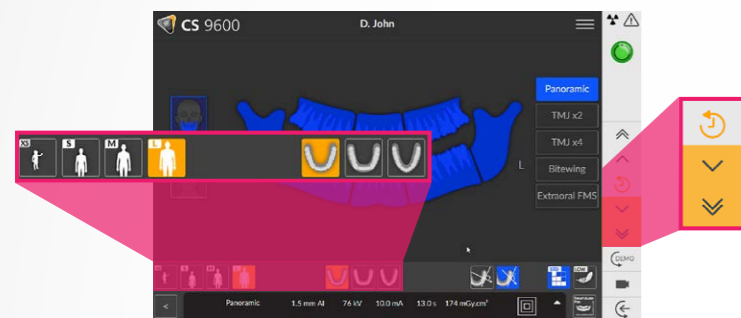 CS 9600
D. John
Panoramic
TMJ x2
TMJ x4
Bitewing
Extraoral FMS
L
XS S M L
DEMO
LOW
Panoramic 1.5 mm Al 76 kV 10.0 mA 13.0 s 174 mGy.cm²
<